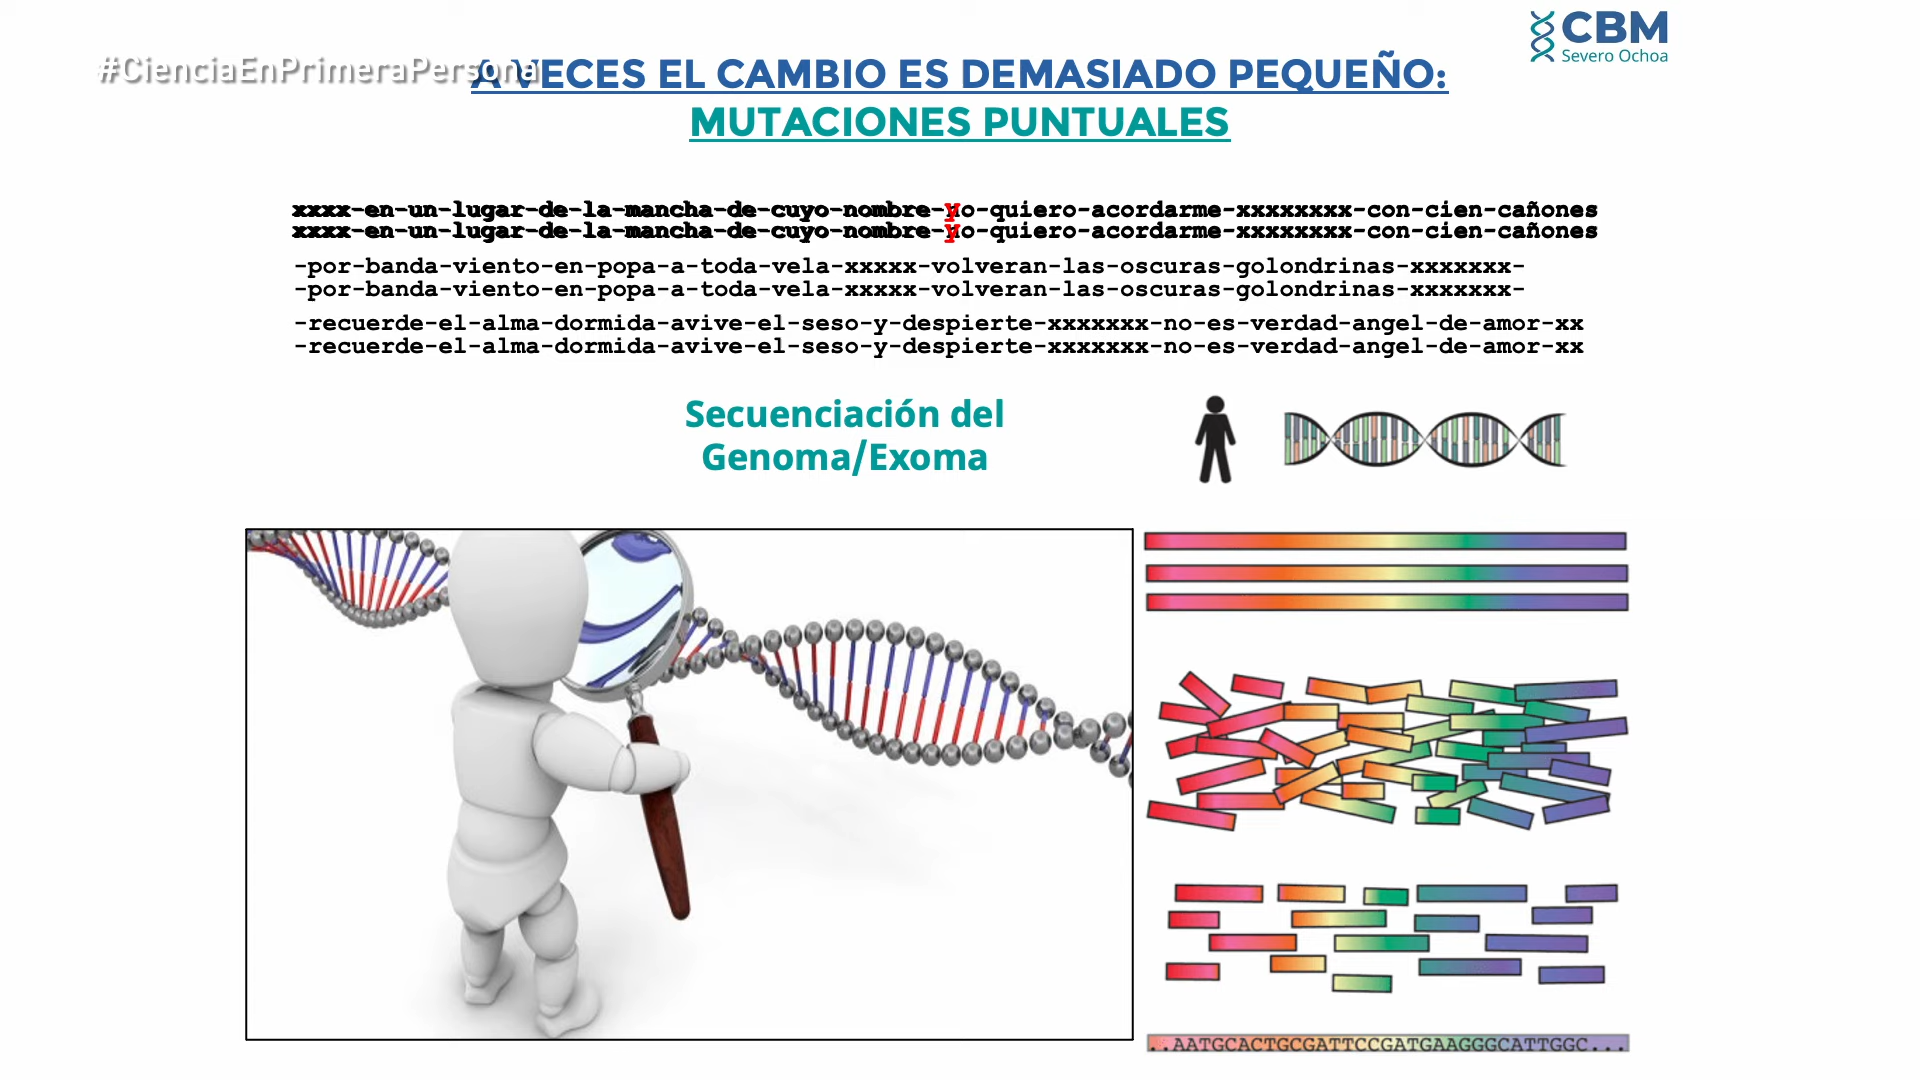 #CienciaEnPrimeraPersona
A VECES EL CAMBIO ES DEMASIADO PEQUEÑO:
MUTACIONES PUNTUALES
CBM
Severo Ochoa
xxxx-en-un-lugar-de-la-mancha-de-cuyo-nombre-yo-quiero-acordarme-xxxxxxxx-con-cien-cañones
xxxx-en-un-lugar-de-la-mancha-de-cuyo-nombre-yo-quiero-acordarme-xxxxxxxx-con-cien-cañones
-por-banda-viento-en-popa-a-toda-vela-xxxxx-volveran-las-oscuras-golondrinas-xxxxxxx-
-por-banda-viento-en-popa-a-toda-vela-xxxxx-volveran-las-oscuras-golondrinas-xxxxxxx-
-recuerde-el-alma-dormida-avive-el-seso-y-despierte-xxxxxxx-no-es-verdad-angel-de-amor-xx
-recuerde-el-alma-dormida-avive-el-seso-y-despierte-xxxxxxx-no-es-verdad-angel-de-amor-xx
Secuenciación del
Genoma/Exoma
..AATGCACTGCGATTCCGATGAAGGGCATTGGC...